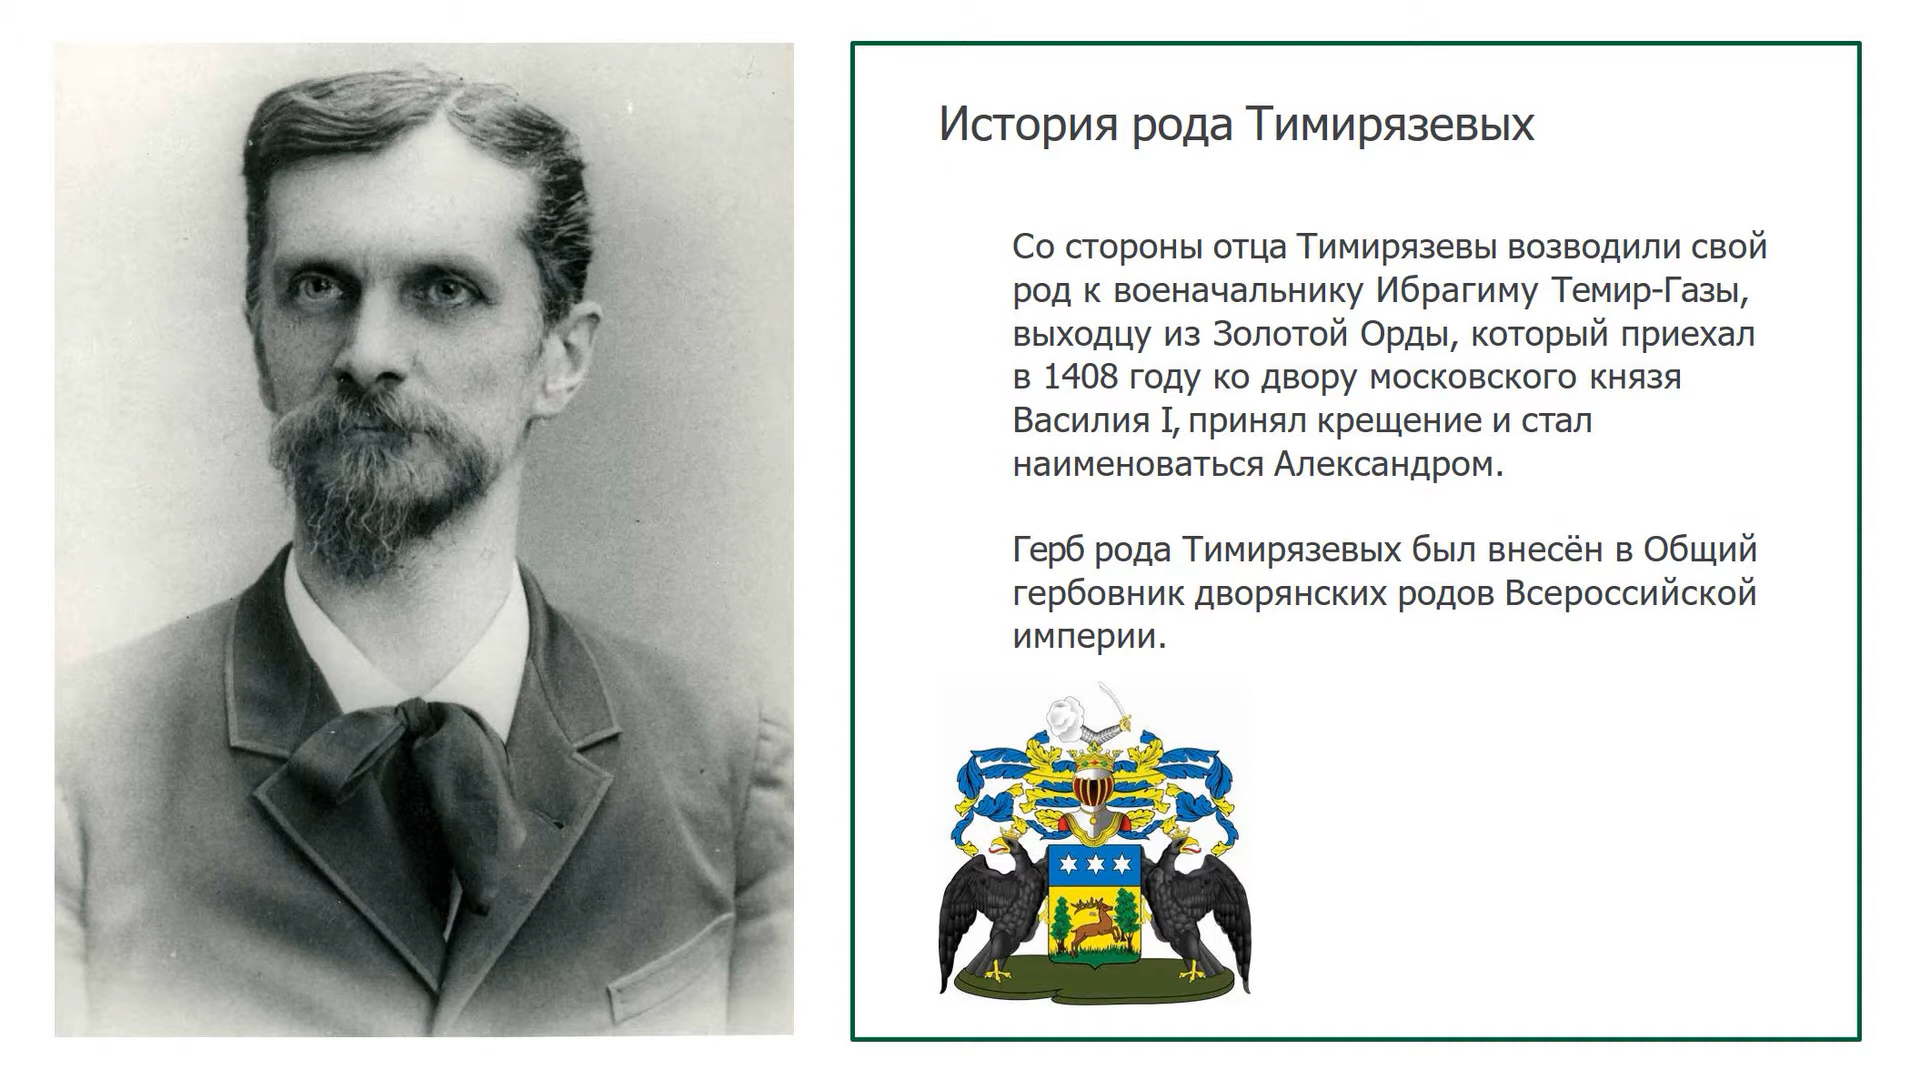 История рода Тимирязевых
Со стороны отца Тимирязевы возводили свой
род к военачальнику Ибрагиму Темир-Газы,
выходцу из Золотой Орды, который приехал
в 1408 году ко двору московского князя
Василия I, принял крещение и стал
наименоваться Александром.
Герб рода Тимирязевых был внесён в Общий
гербовник дворянских родов Всероссийской
империи.